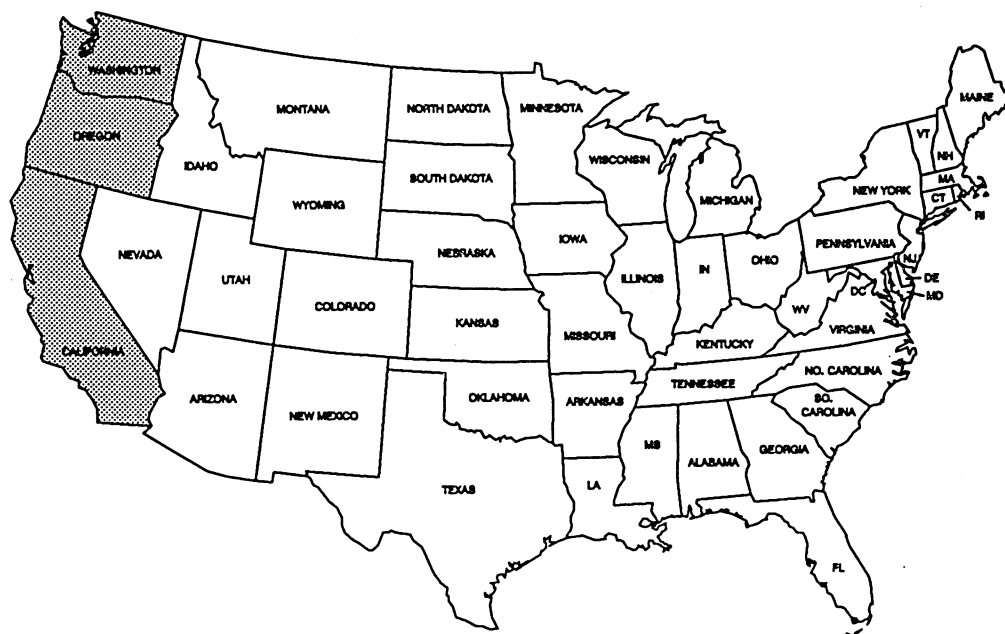 WASHINGTON
MONTANA
NORTH DAKOTA
MINNESOTA
MAINE
OREGON
IDAHO
WYOMING
SOUTH DAKOTA
WISCONSIN
MICHIGAN
VT
NH
NEW YORK
MA
CT
RI
NEVADA
UTAH
COLORADO
NEBRASKA
IOWA
ILLINOIS
IN
OHIO
PENNSYLVANIA
NJ
DE
MD
DC
CALIFORNIA
KANSAS
MISSOURI
KENTUCKY
WV
VIRGINIA
ARIZONA
NEW MEXICO
OKLAHOMA
ARKANSAS
TENNESSEE
NO. CAROLINA
SO.
CAROLINA
TEXAS
LA
MS
ALABAMA
GEORGIA
FL